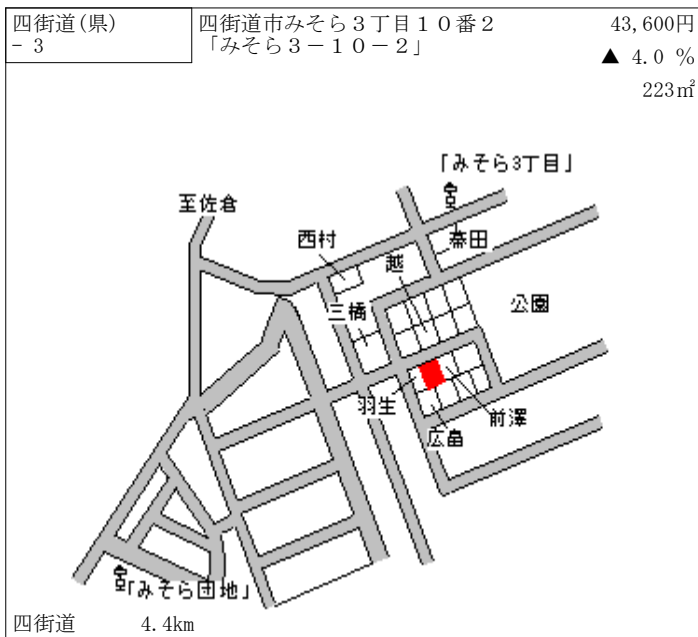 四街道(県)
- 3
四街道市みそら３丁目１０番２
「みそら３－１０－２」
43,600円
▲ 4.0 %
223㎡
「みそら3丁目」
至佐倉
西村
秦田
越
公園
三橋
羽生
前澤
広畠
「みそら団地」
四街道 4.4km